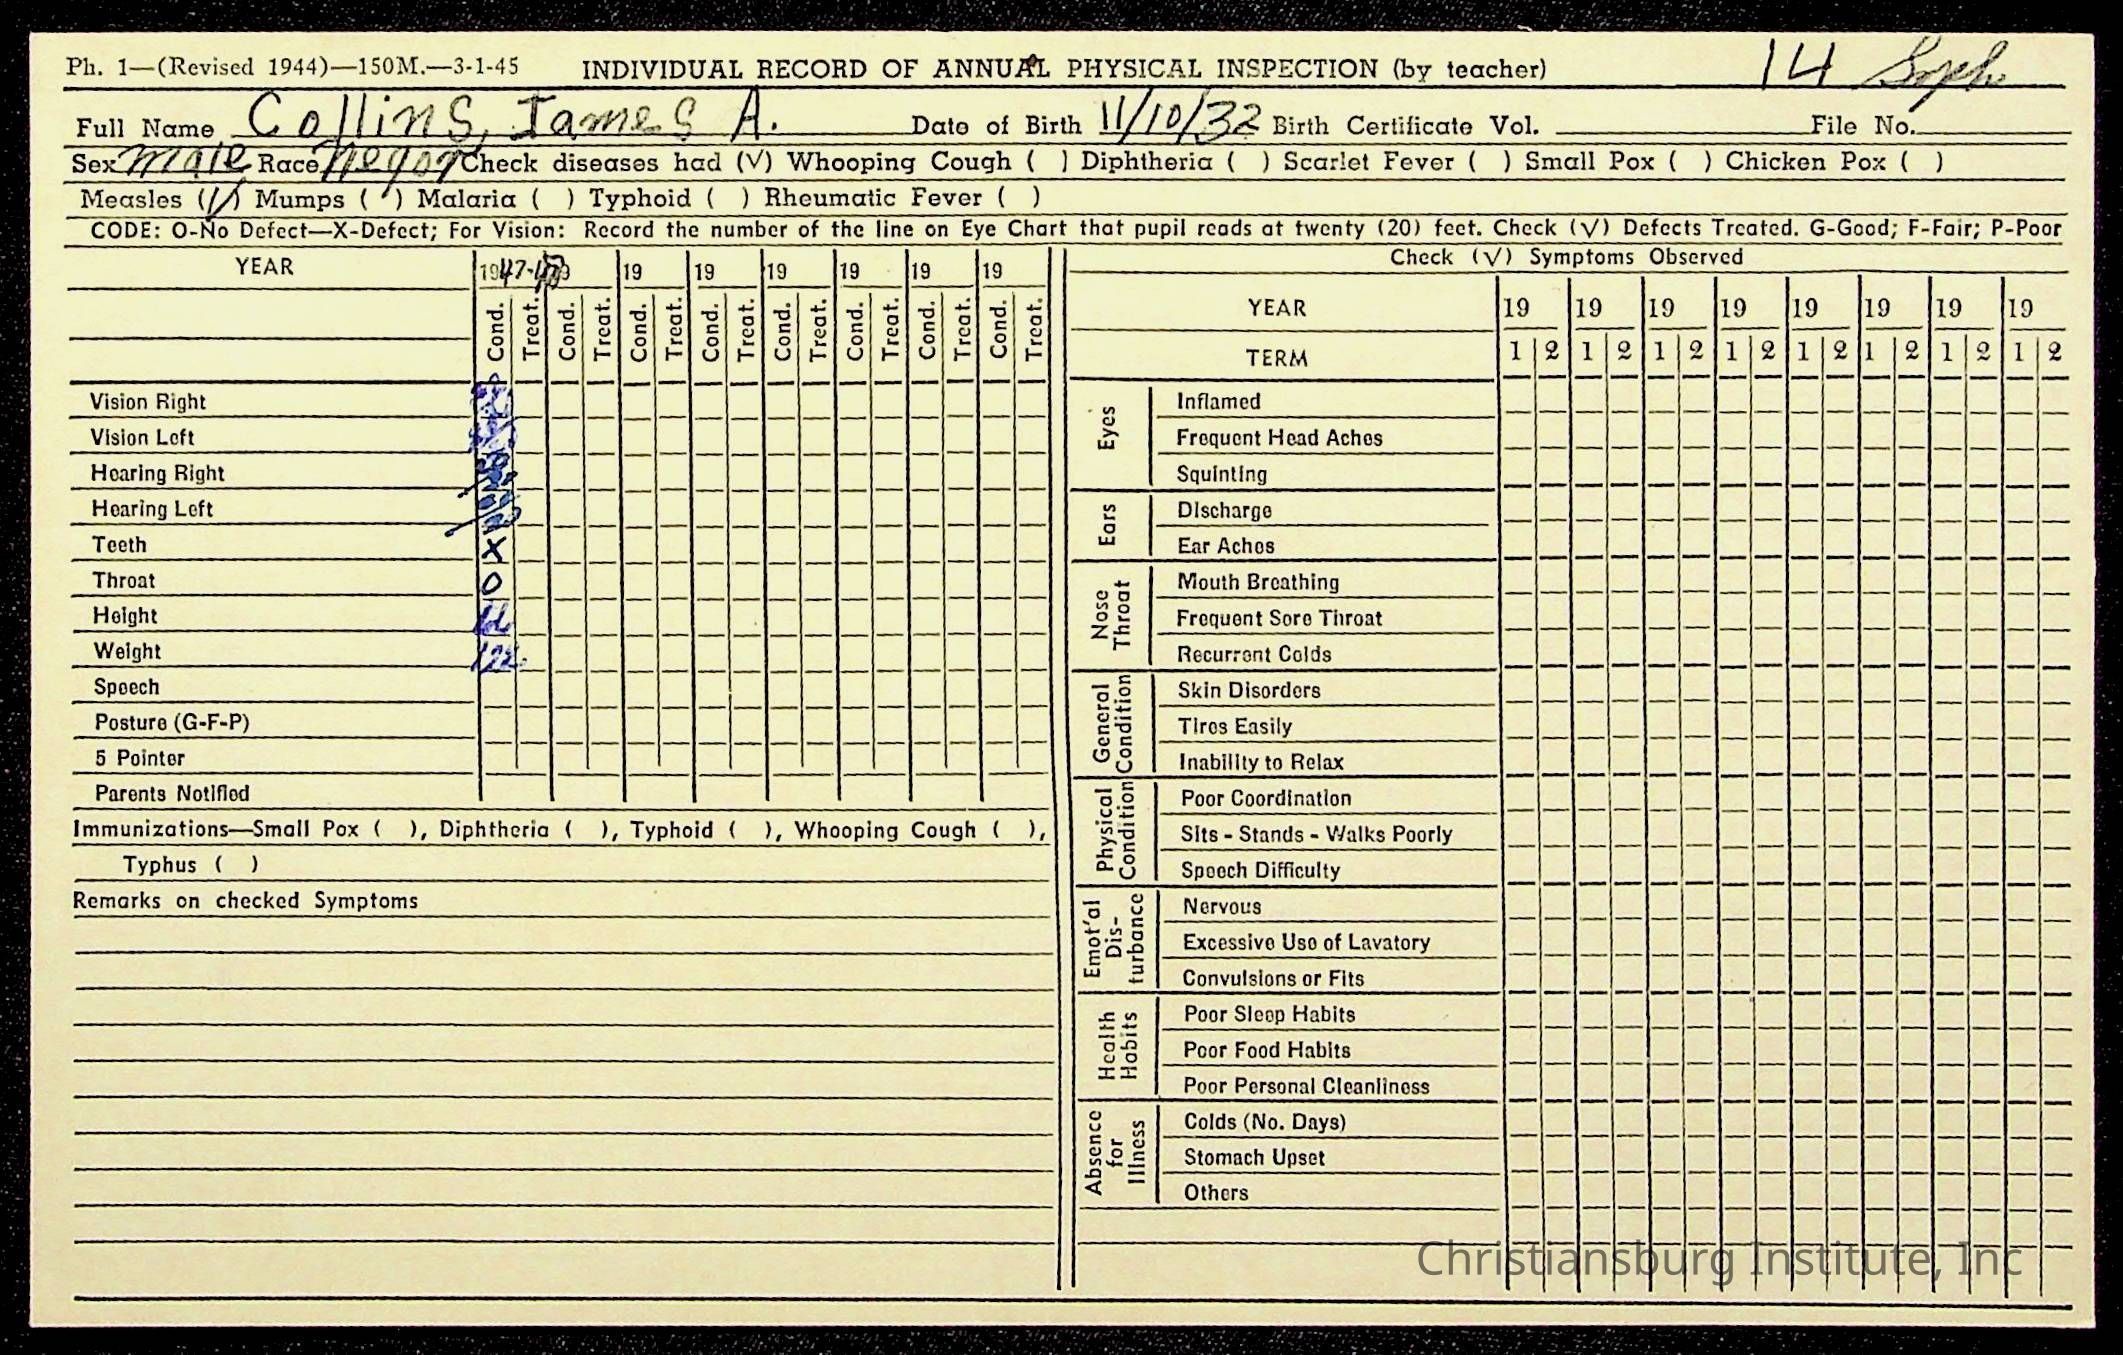 Ph. 1—(Revised 1944)—150M.—3-1-45 INDIVIDUAL RECORD OF ANNUAL PHYSICAL INSPECTION (by teacher) 14 Soph.
Full Name Collins, James A. Date of Birth 11/10/32 Birth Certificate Vol. File No.
Sex male Race negor Check diseases had (√) Whooping Cough ( ) Diphtheria ( ) Scarlet Fever ( ) Small Pox ( ) Chicken Pox ( )
Measles (√) Mumps ( ) Malaria ( ) Typhoid ( ) Rheumatic Fever ( )
CODE: O-No Defect—X-Defect; For Vision: Record the number of the line on Eye Chart that pupil reads at twenty (20) feet. Check (√) Defects Treated. G-Good; F-Fair; P-Poor
YEAR 1947-48 19 19 19 19 19 19
Cond. Treat. Cond. Treat. Cond. Treat. Cond. Treat. Cond. Treat. Cond. Treat. Cond. Treat. Cond. Treat.
Vision Right
Vision Left
Hearing Right
Hearing Left
Teeth X
Throat O
Height
Weight 122
Speech
Posture (G-F-P)
5 Pointer
Parents Notified
Immunizations—Small Pox ( ), Diphtheria ( ), Typhoid ( ), Whooping Cough ( ),
Typhus ( )
Remarks on checked Symptoms
Check (√) Symptoms Observed
YEAR 19 19 19 19 19 19 19 19
TERM 1 2 1 2 1 2 1 2 1 2 1 2 1 2 1 2
Eyes
Inflamed
Frequent Head Aches
Squinting
Ears
Discharge
Ear Aches
Nose Throat
Mouth Breathing
Frequent Sore Throat
Recurrent Colds
General Condition
Skin Disorders
Tires Easily
Inability to Relax
Physical Condition
Poor Coordination
Sits - Stands - Walks Poorly
Speech Difficulty
Emot'al Dis-turbance
Nervous
Excessive Use of Lavatory
Convulsions or Fits
Health Habits
Poor Sleep Habits
Poor Food Habits
Poor Personal Cleanliness
Absence for Illness
Colds (No. Days)
Stomach Upset
Others
Christiansburg Institute, Inc